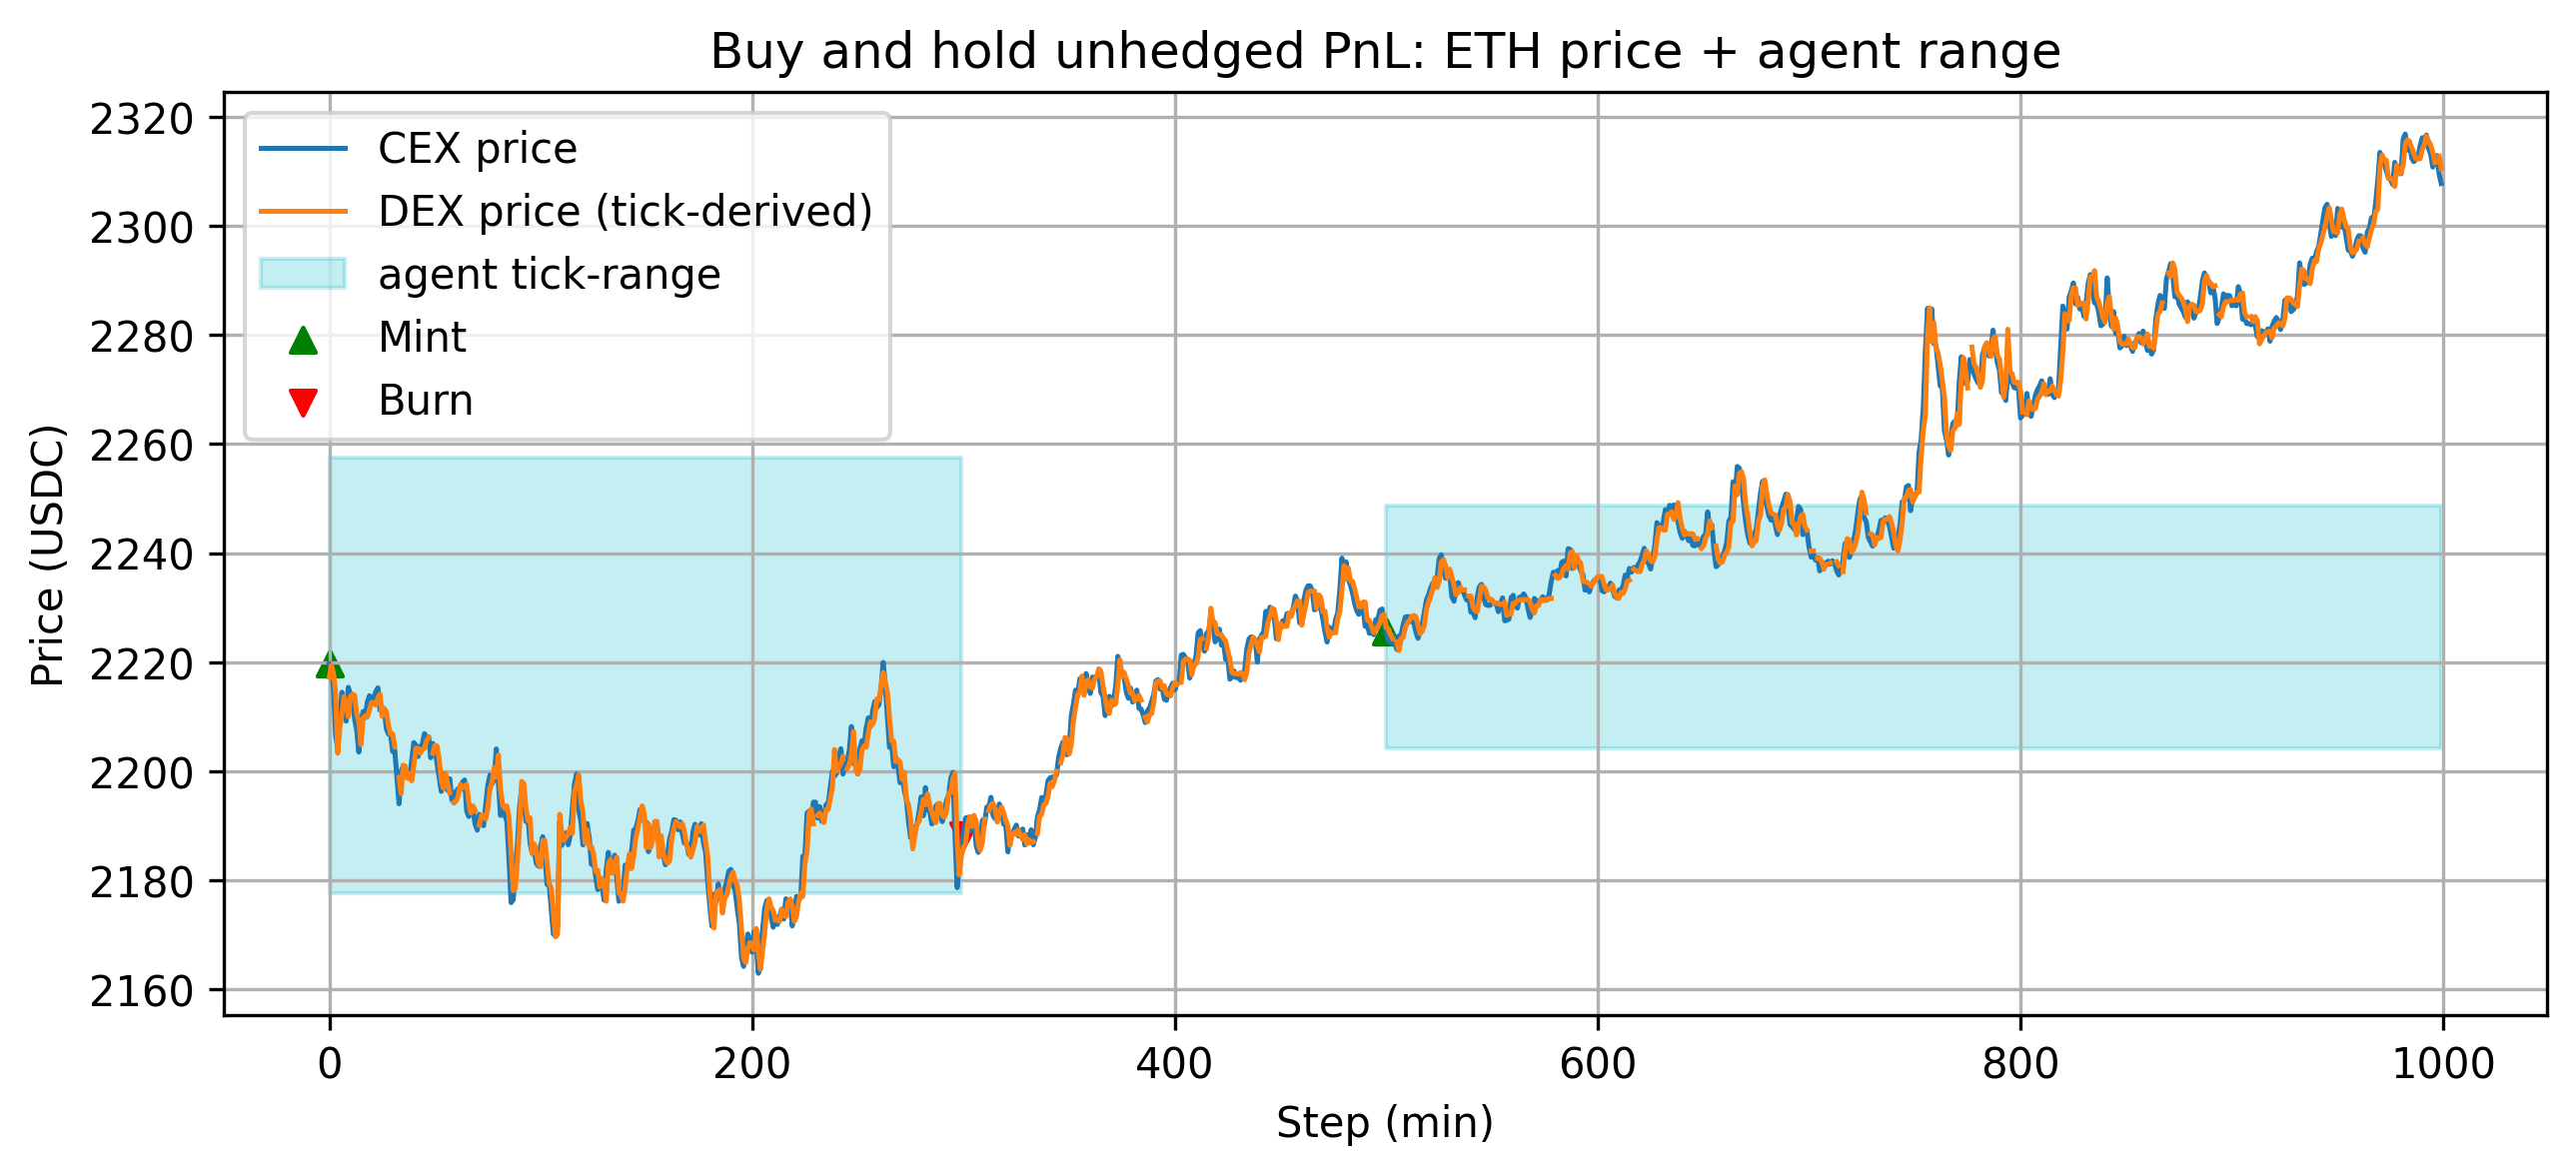 Buy and hold unhedged PnL: ETH price + agent range
CEX price
DEX price (tick-derived)
agent tick-range
Mint
Burn
Price (USDC)
2320
2300
2280
2260
2240
2220
2200
2180
2160
0
200
400
600
800
1000
Step (min)